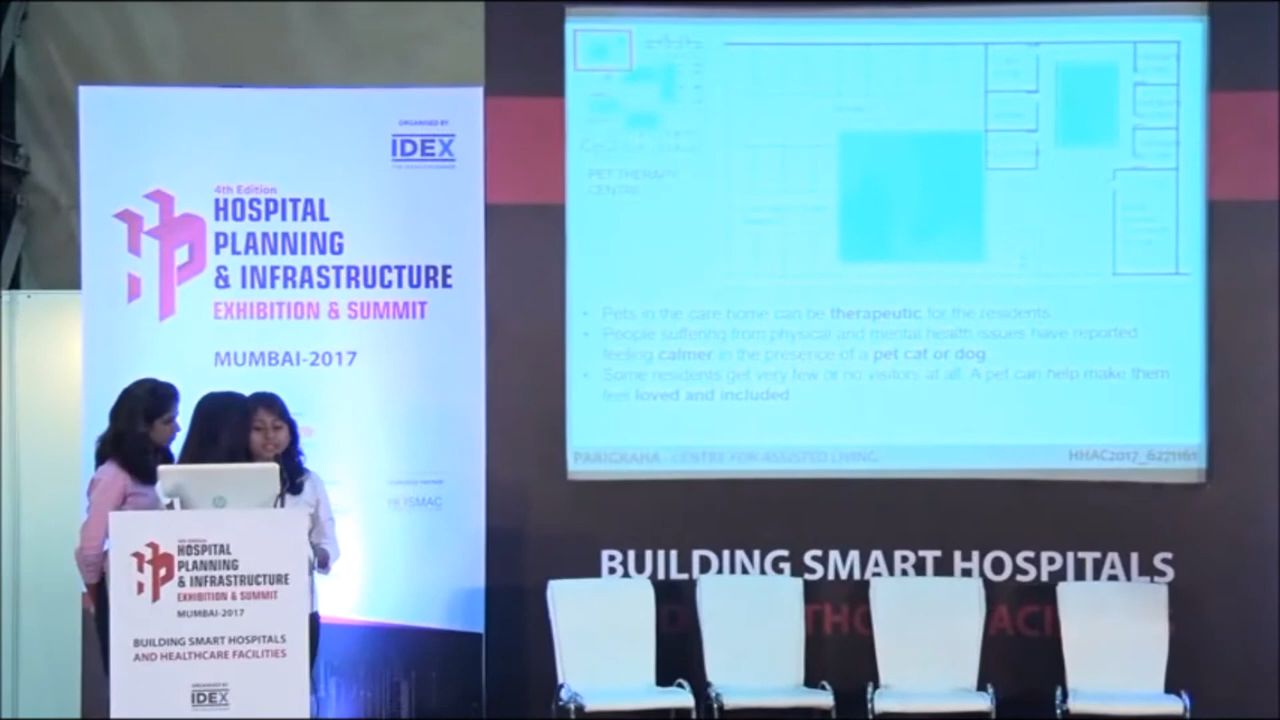 ORGANISED BY
IDEX
4th Edition
HOSPITAL
PLANNING
& INFRASTRUCTURE
EXHIBITION & SUMMIT
MUMBAI-2017
HOSPITAL
PLANNING
& INFRASTRUCTURE
EXHIBITION & SUMMIT
MUMBAI-2017
BUILDING SMART HOSPITALS
AND HEALTHCARE FACILITIES
ORGANISED BY
IDEX
PET THERAPY
CENTRE
• Pets in the care home can be therapeutic for the residents
• People suffering from physical and mental health issues have reported
feeling calmer in the presence of a pet cat or dog
• Some residents get very few or no visitors at all. A pet can help make them
feel loved and included
PARIGRAHA - CENTRE FOR ASSISTED LIVING
HHAC2017_6271161
BUILDING SMART HOSPITALS